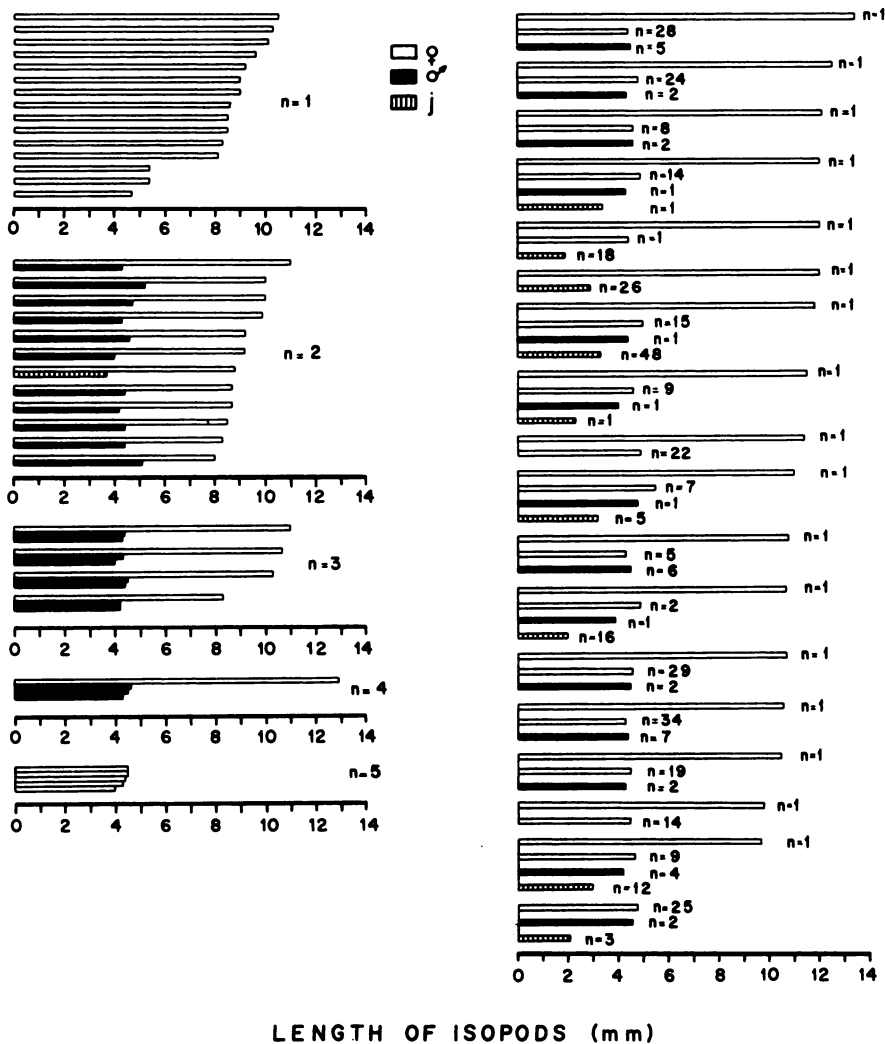 ♀
♂
j
n=1
0 2 4 6 8 10 12 14
n=2
0 2 4 6 8 10 12 14
n=3
0 2 4 6 8 10 12 14
n=4
0 2 4 6 8 10 12 14
n=5
0 2 4 6 8 10 12 14
n=1
n=28
n=5
n=1
n=24
n=2
n=1
n=8
n=2
n=1
n=14
n=1
n=1
n=1
n=1
n=18
n=1
n=26
n=1
n=15
n=1
n=48
n=1
n=9
n=1
n=1
n=1
n=22
n=1
n=7
n=1
n=5
n=1
n=5
n=6
n=1
n=2
n=1
n=16
n=1
n=29
n=2
n=1
n=34
n=7
n=1
n=19
n=2
n=1
n=14
n=1
n=9
n=4
n=12
n=25
n=2
n=3
0 2 4 6 8 10 12 14
LENGTH OF ISOPODS (mm)